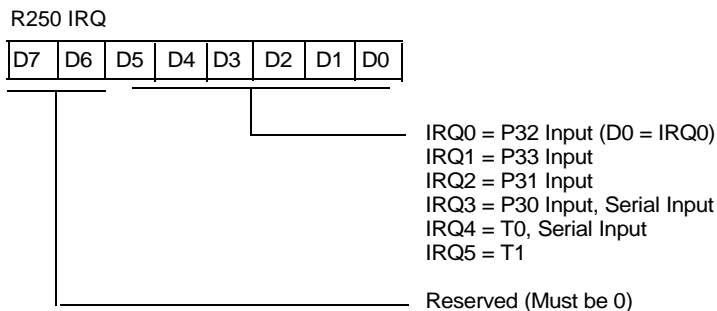 R250 IRQ
D7 D6 D5 D4 D3 D2 D1 D0
IRQ0 = P32 Input (D0 = IRQ0)
IRQ1 = P33 Input
IRQ2 = P31 Input
IRQ3 = P30 Input, Serial Input
IRQ4 = T0, Serial Input
IRQ5 = T1
Reserved (Must be 0)